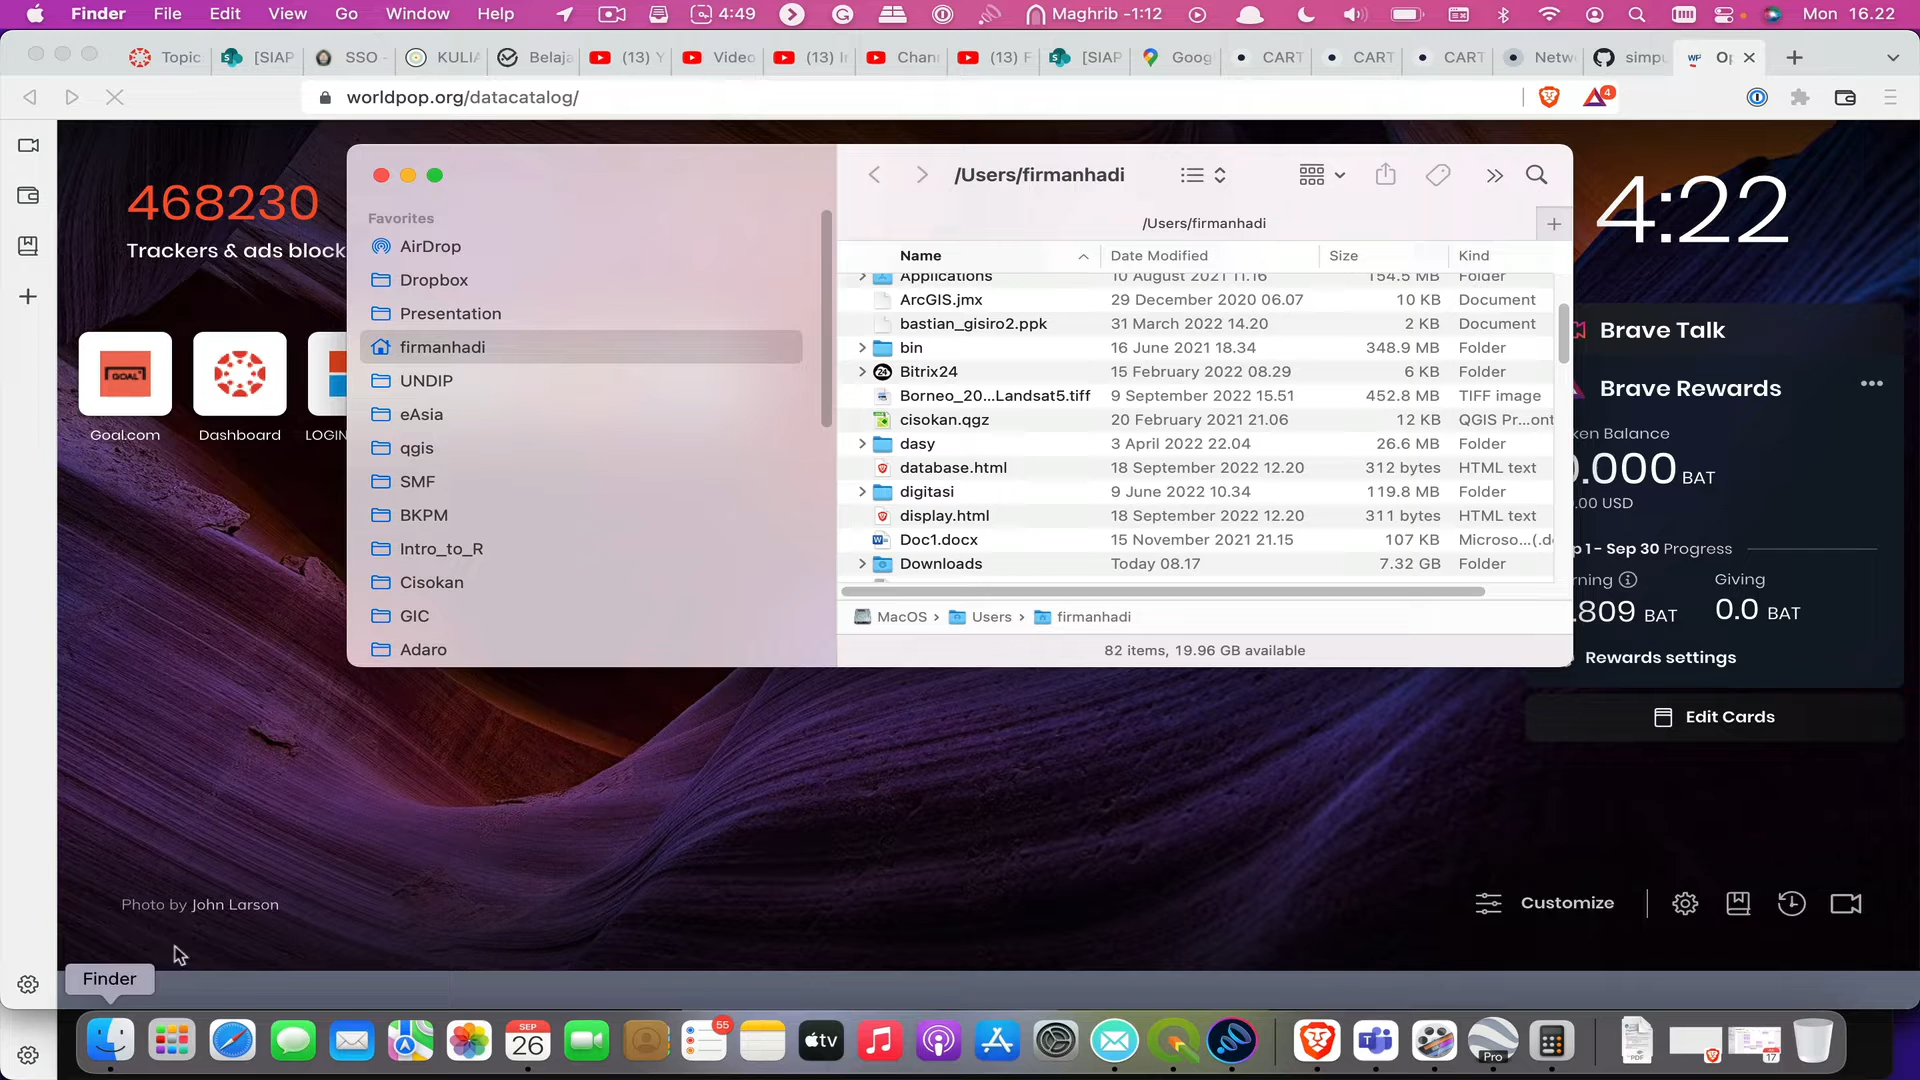 Finder File Edit View Go Window Help 4:49 Maghrib -1:12 Mon 16.22
Topic [SIAP SSO - KULIA Belaja (13) Y Video (13) Ir Chan (13) F [SIAP Goog CART CART CART Netw simpu Op
worldpop.org/datacatalog/
4
468230
Trackers & ads block
4:22
GOAL
Goal.com
Dashboard
LOGIN
Favorites
AirDrop
Dropbox
Presentation
firmanhadi
UNDIP
eAsia
qgis
SMF
BKPM
Intro_to_R
Cisokan
GIC
Adaro
/Users/firmanhadi
/Users/firmanhadi
Name Date Modified Size Kind
Applications 10 August 2021 11.16 154.5 MB Folder
ArcGIS.jmx 29 December 2020 06.07 10 KB Document
bastian_gisiro2.ppk 31 March 2022 14.20 2 KB Document
bin 16 June 2021 18.34 348.9 MB Folder
Bitrix24 15 February 2022 08.29 6 KB Folder
Borneo_20...Landsat5.tiff 9 September 2022 15.51 452.8 MB TIFF image
cisokan.qgz 20 February 2021 21.06 12 KB QGIS Pr...ont
dasy 3 April 2022 22.04 26.6 MB Folder
database.html 18 September 2022 12.20 312 bytes HTML text
digitasi 9 June 2022 10.34 119.8 MB Folder
display.html 18 September 2022 12.20 311 bytes HTML text
Doc1.docx 15 November 2021 21.15 107 KB Microso...(.d
Downloads Today 08.17 7.32 GB Folder
MacOS › Users › firmanhadi
82 items, 19.96 GB available
Brave Talk
Brave Rewards
ken Balance
0.000 BAT
.00 USD
p 1 - Sep 30 Progress
rning Giving
.809 BAT 0.0 BAT
Rewards settings
Edit Cards
Photo by John Larson
Customize
Finder
SEP
26
55
tv
Pro
PDF
17